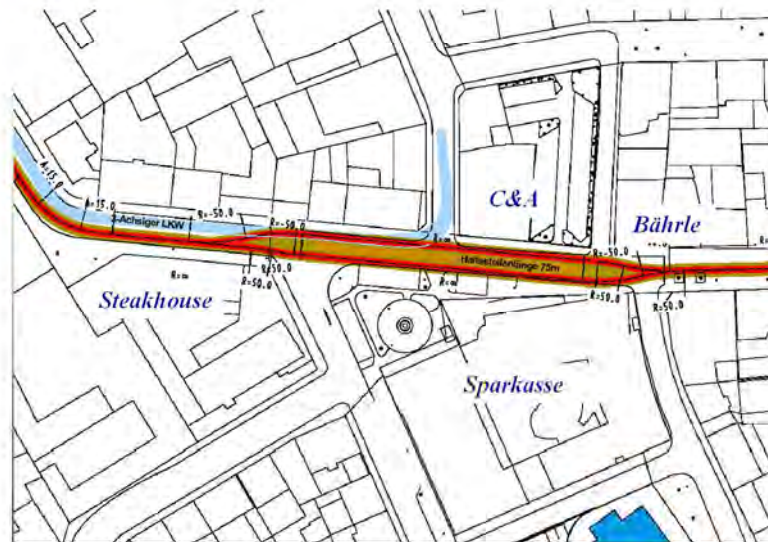 C&A
Bährle
Steakhouse
Sparkasse
A=15.0
A=15.0
3-Achsiger LKW
R=-50.0
R=-50.0
R=∞
R=-50.0
Haltestellenlänge 75m
R=50.0
R=∞
R=50.0
R=∞
R=50.0
R=50.0